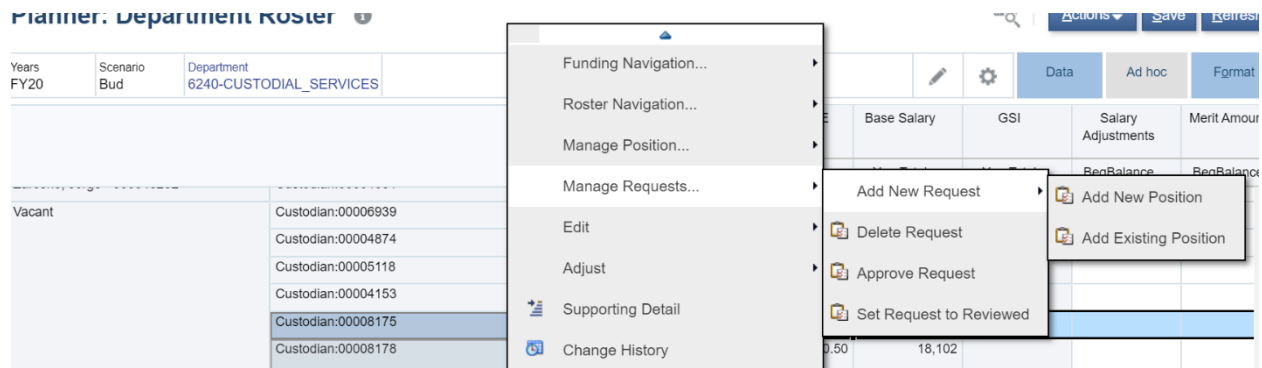 Planner: Department Roster
Actions
Save
Refresh
Years
Scenario
Department
FY20
Bud
6240-CUSTODIAL_SERVICES
Data
Ad hoc
Format
Base Salary
GSI
Salary Adjustments
Merit Amoun
BegBalance
BegBalance
Vacant
Custodian:00006939
Custodian:00004874
Custodian:00005118
Custodian:00004153
Custodian:00008175
Custodian:00008178
0.50
18,102
Funding Navigation...
Roster Navigation...
Manage Position...
Manage Requests...
Edit
Adjust
Supporting Detail
Change History
Add New Request
Delete Request
Approve Request
Set Request to Reviewed
Add New Position
Add Existing Position